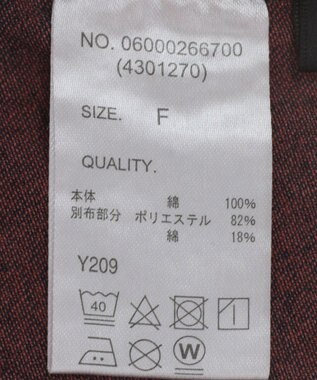 NO. 06000266700
(4301270)
SIZE. F
QUALITY.
本体 綿 100%
別布部分 ポリエステル 82%
綿 18%
Y209
40
W